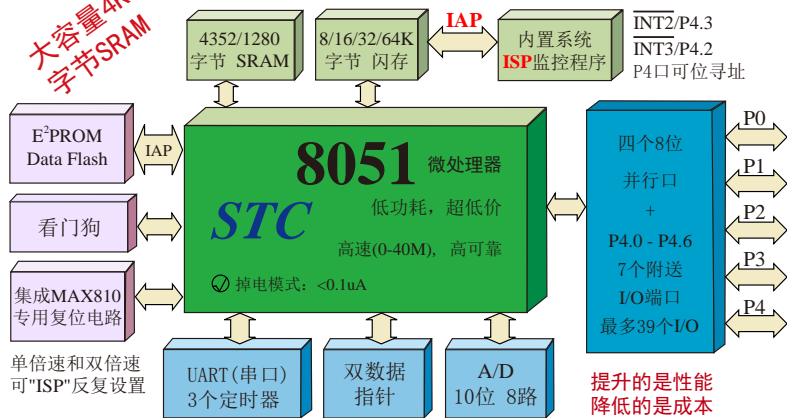 大容量4K
字节SRAM
4352/1280
字节 SRAM
8/16/32/64K
字节 闪存
IAP
内置系统
ISP监控程序
INT2/P4.3
INT3/P4.2
P4口可位寻址
E²PROM
Data Flash
IAP
看门狗
集成MAX810
专用复位电路
单倍速和双倍速
可"ISP"反复设置
8051 微处理器
STC
低功耗，超低价
高速(0-40M)，高可靠
掉电模式：<0.1uA
四个8位
并行口
+
P4.0 - P4.6
7个附送
I/O端口
最多39个I/O
P0
P1
P2
P3
P4
UART(串口)
3个定时器
双数据
指针
A/D
10位 8路
提升的是性能
降低的是成本